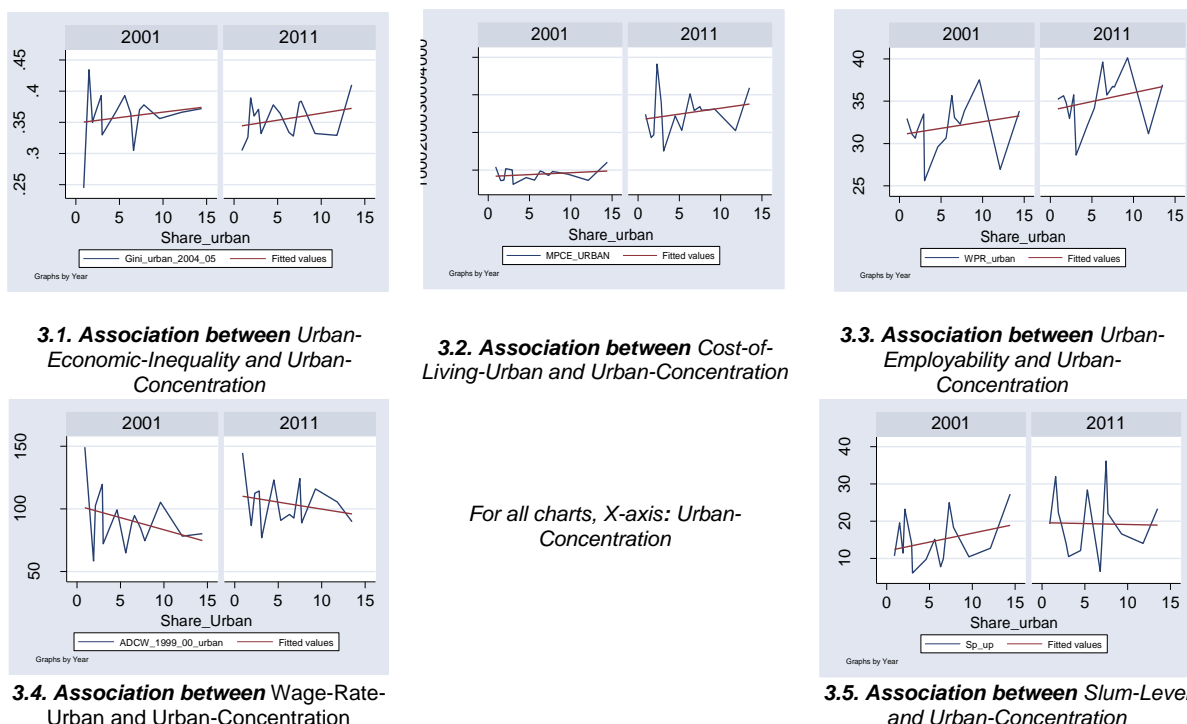 2001 2011
.25 .3 .35 .4 .45
0 5 10 15 0 5 10 15
Share_urban
Gini_urban_2004_05 Fitted values
Graphs by Year
3.1. Association between Urban-
Economic-Inequality and Urban-
Concentration
2001 2011
0 5 10 15 0 5 10 15
Share_urban
MPCE_URBAN Fitted values
Graphs by Year
3.2. Association between Cost-of-
Living-Urban and Urban-Concentration
2001 2011
25 30 35 40
0 5 10 15 0 5 10 15
Share_urban
WPR_urban Fitted values
Graphs by Year
3.3. Association between Urban-
Employability and Urban-
Concentration
2001 2011
50 100 150
0 5 10 15 0 5 10 15
Share_Urban
ADCW_1999_00_urban Fitted values
Graphs by Year
3.4. Association between Wage-Rate-
Urban and Urban-Concentration
For all charts, X-axis: Urban-
Concentration
2001 2011
10 20 30 40
0 5 10 15 0 5 10 15
Share_urban
Sp_up Fitted values
Graphs by Year
3.5. Association between Slum-Level
and Urban-Concentration